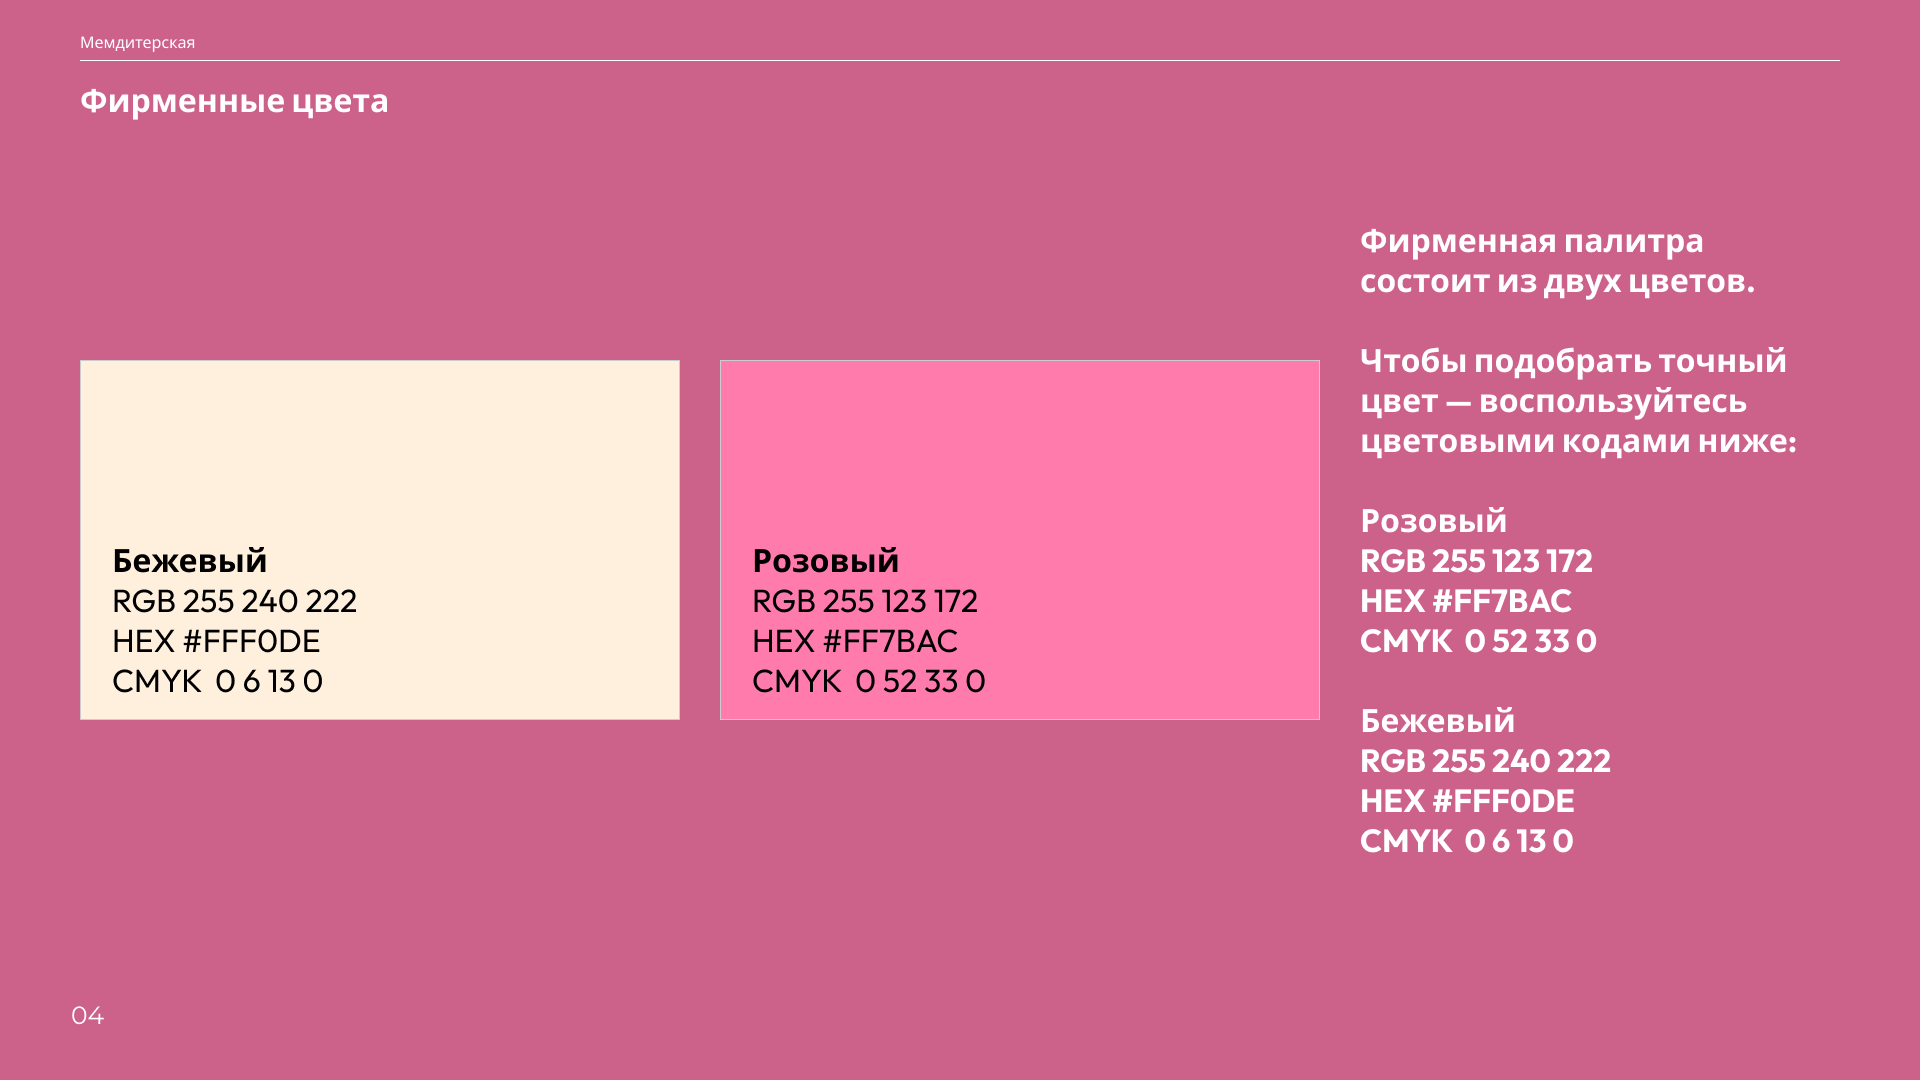 Мемдитерская
Фирменные цвета
Бежевый
RGB 255 240 222
HEX #FFF0DE
CMYK 0 6 13 0
Розовый
RGB 255 123 172
HEX #FF7BAC
CMYK 0 52 33 0
Фирменная палитра
состоит из двух цветов.
Чтобы подобрать точный
цвет — воспользуйтесь
цветовыми кодами ниже:
Розовый
RGB 255 123 172
HEX #FF7BAC
CMYK 0 52 33 0
Бежевый
RGB 255 240 222
HEX #FFF0DE
CMYK 0 6 13 0
04